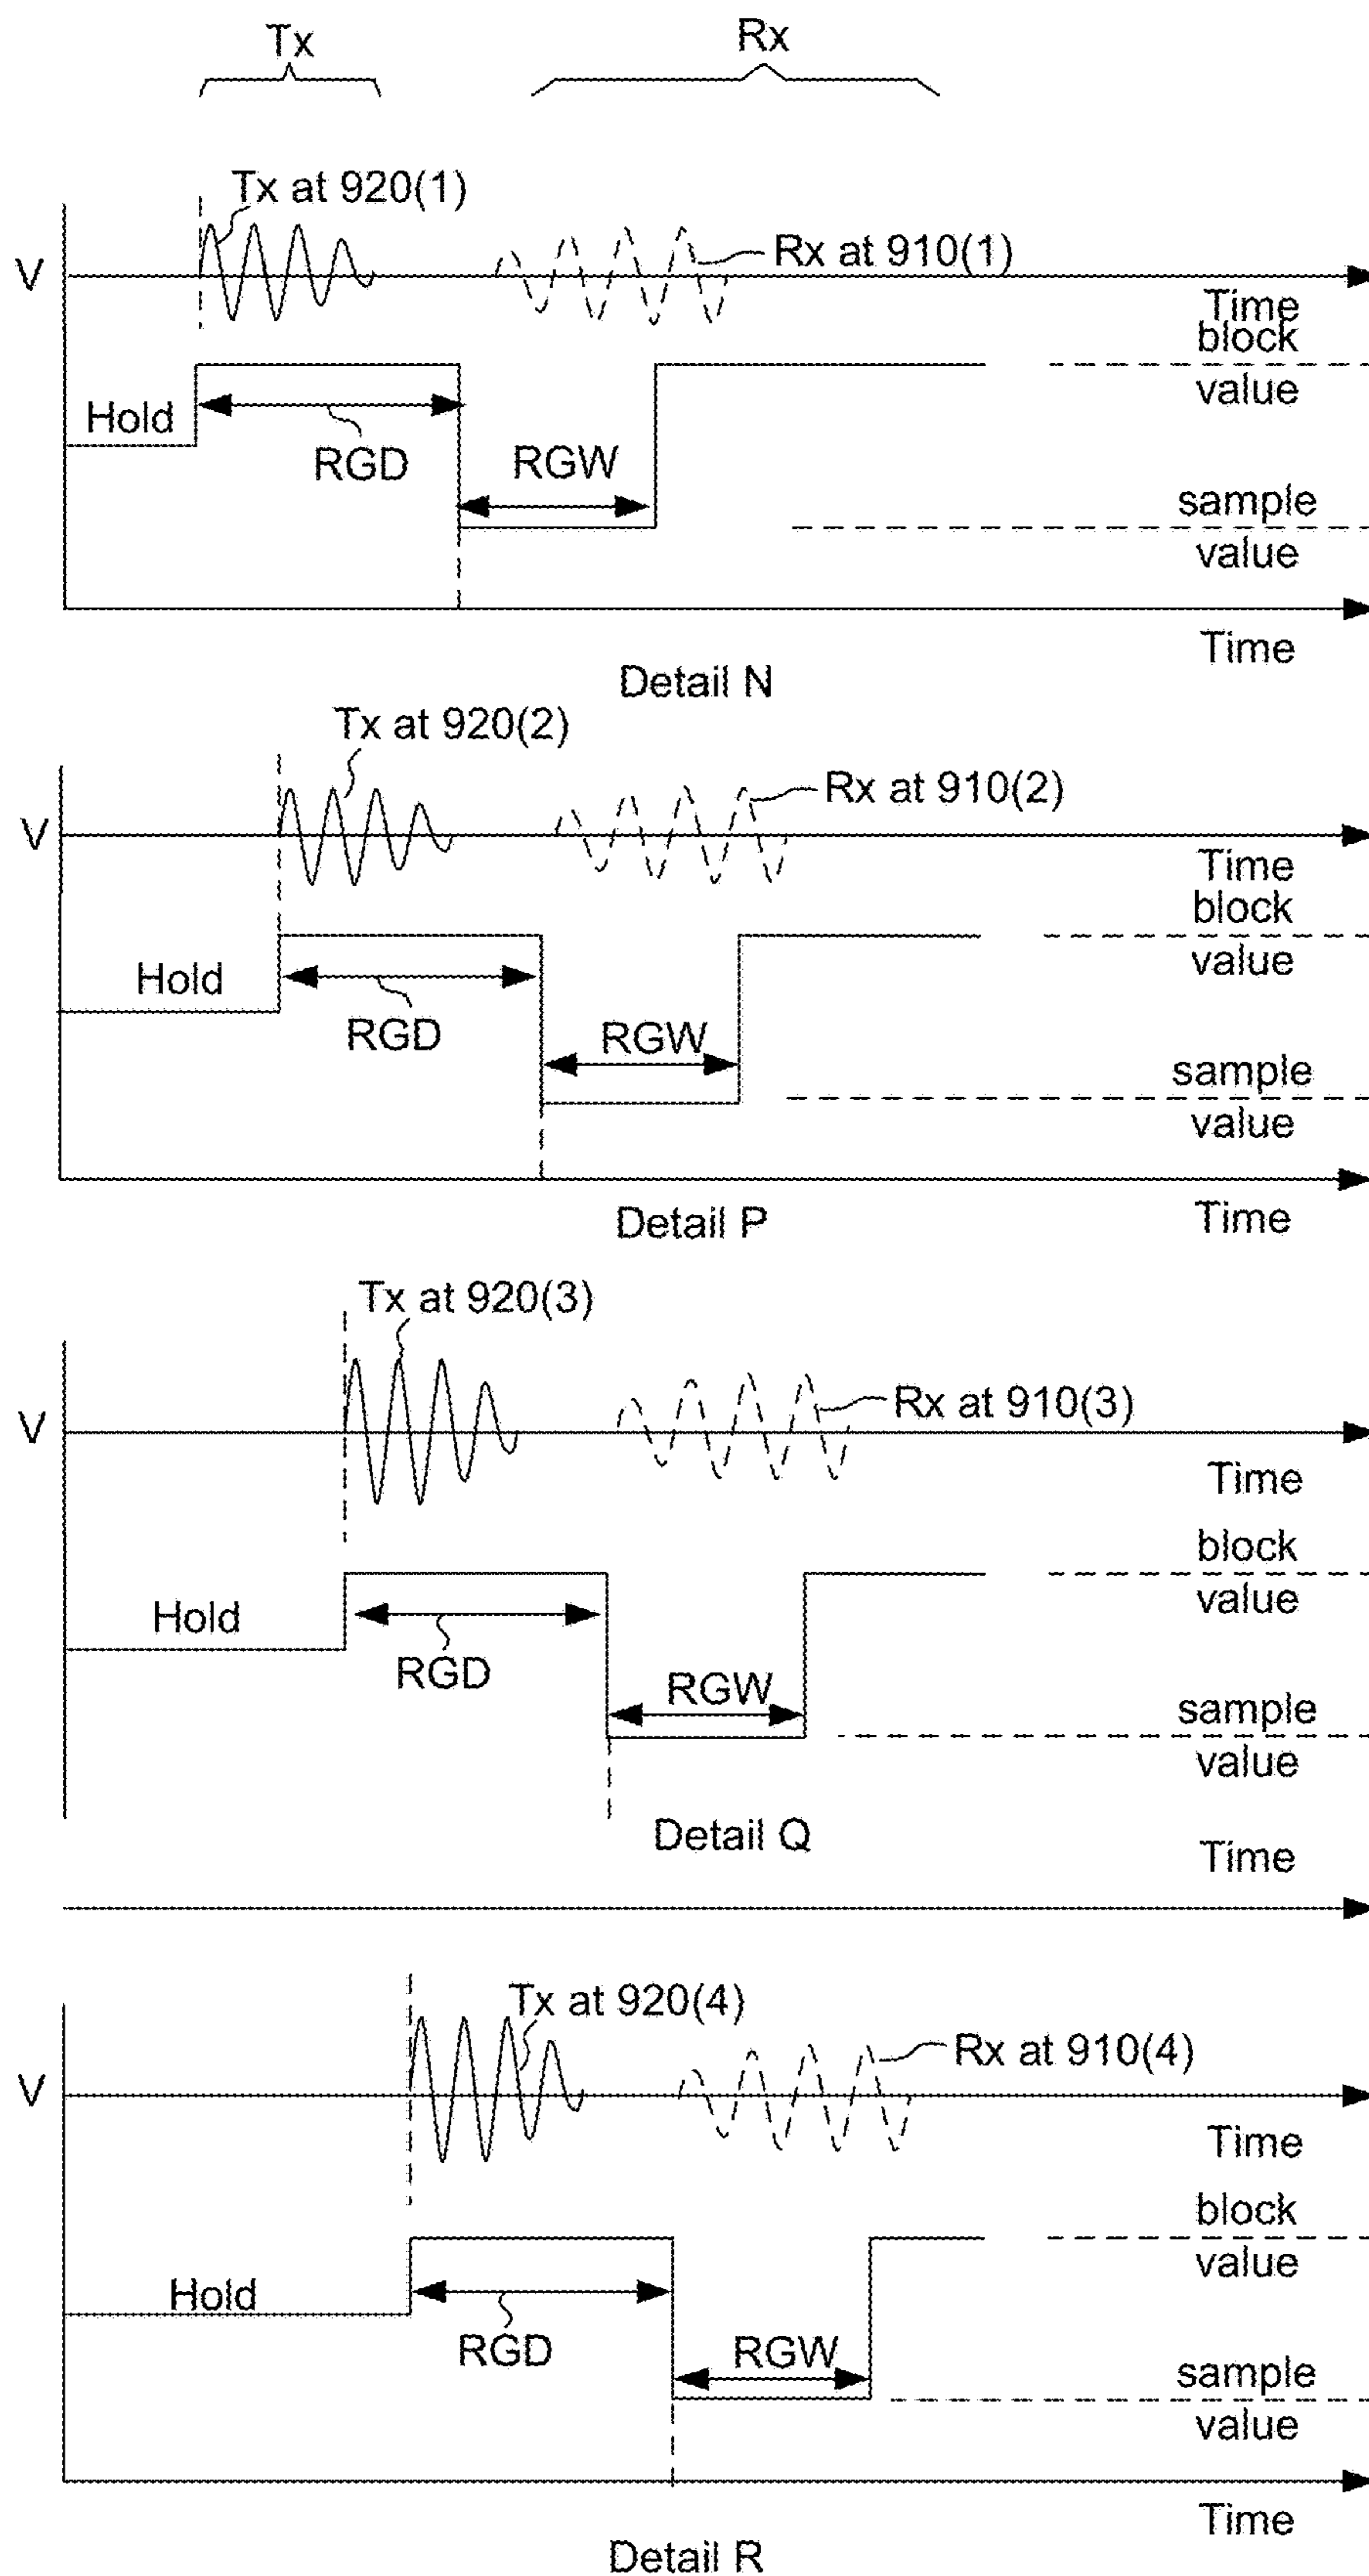 Tx
Rx
Tx at 920(1)
Rx at 910(1)
V
Time
block
value
Hold
RGD
RGW
sample
value
Time
Detail N
Tx at 920(2)
Rx at 910(2)
V
Time
block
value
Hold
RGD
RGW
sample
value
Time
Detail P
Tx at 920(3)
Rx at 910(3)
V
Time
block
value
Hold
RGD
RGW
sample
value
Detail Q
Time
Tx at 920(4)
Rx at 910(4)
V
Time
block
value
Hold
RGD
RGW
sample
value
Time
Detail R